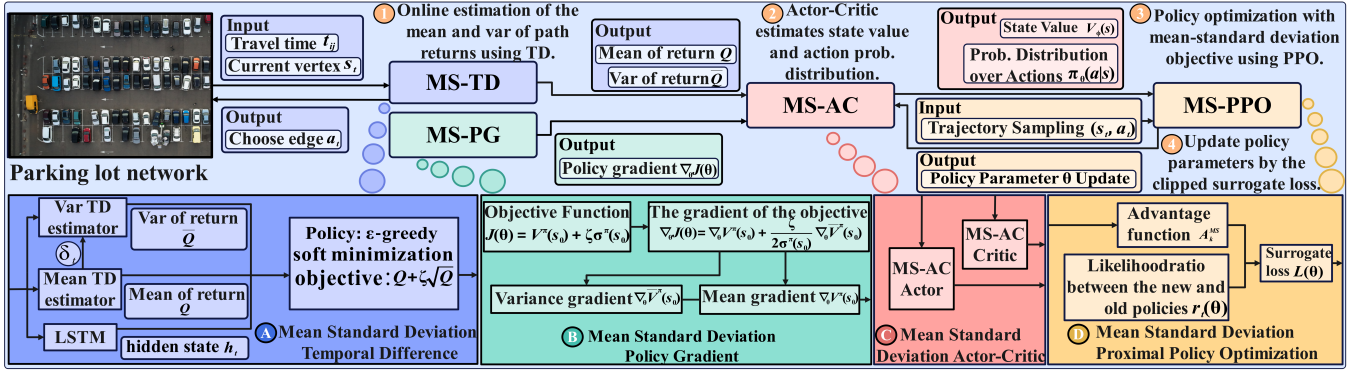 Parking lot network
Input
Travel time t_ij
Current vertex s_t
Output
Choose edge a_t
1
Online estimation of the
mean and var of path
returns using TD.
MS-TD
MS-PG
Output
Mean of return Q
Var of return Q̅
Output
Policy gradient ∇_θJ(θ)
2
Actor-Critic
estimates state value
and action prob.
distribution.
MS-AC
Output
State Value V_ϕ(s)
Prob. Distribution
over Actions π_θ(a|s)
Input
Trajectory Sampling (s_t, a_t)
Output
Policy Parameter θ Update
3
Policy optimization with
mean-standard deviation
objective using PPO.
MS-PPO
4
Update policy
parameters by the
clipped surrogate loss.
Var TD
estimator
Var of return
Q̅
δ_t
Mean TD
estimator
Mean of return
Q
LSTM
hidden state h_t
Policy: ε-greedy
soft minimization
objective: Q+ζ√Q
A
Mean Standard Deviation
Temporal Difference
Objective Function
J(θ) = V^π(s_0) + ζσ^π(s_0)
The gradient of the objective
∇_θJ(θ)= ∇_θV^π(s_0) + ζ/2σ^π(s_0) ∇_θV̅^π(s_0)
Variance gradient ∇_θV̅^π(s_0)
Mean gradient ∇_θV^π(s_0)
B
Mean Standard Deviation
Policy Gradient
MS-AC
Actor
MS-AC
Critic
C
Mean Standard
Deviation Actor-Critic
Advantage
function A_k^MS
Likelihoodratio
between the new and
old policies r_t(θ)
Surrogate
loss L(θ)
D
Mean Standard Deviation
Proximal Policy Optimization